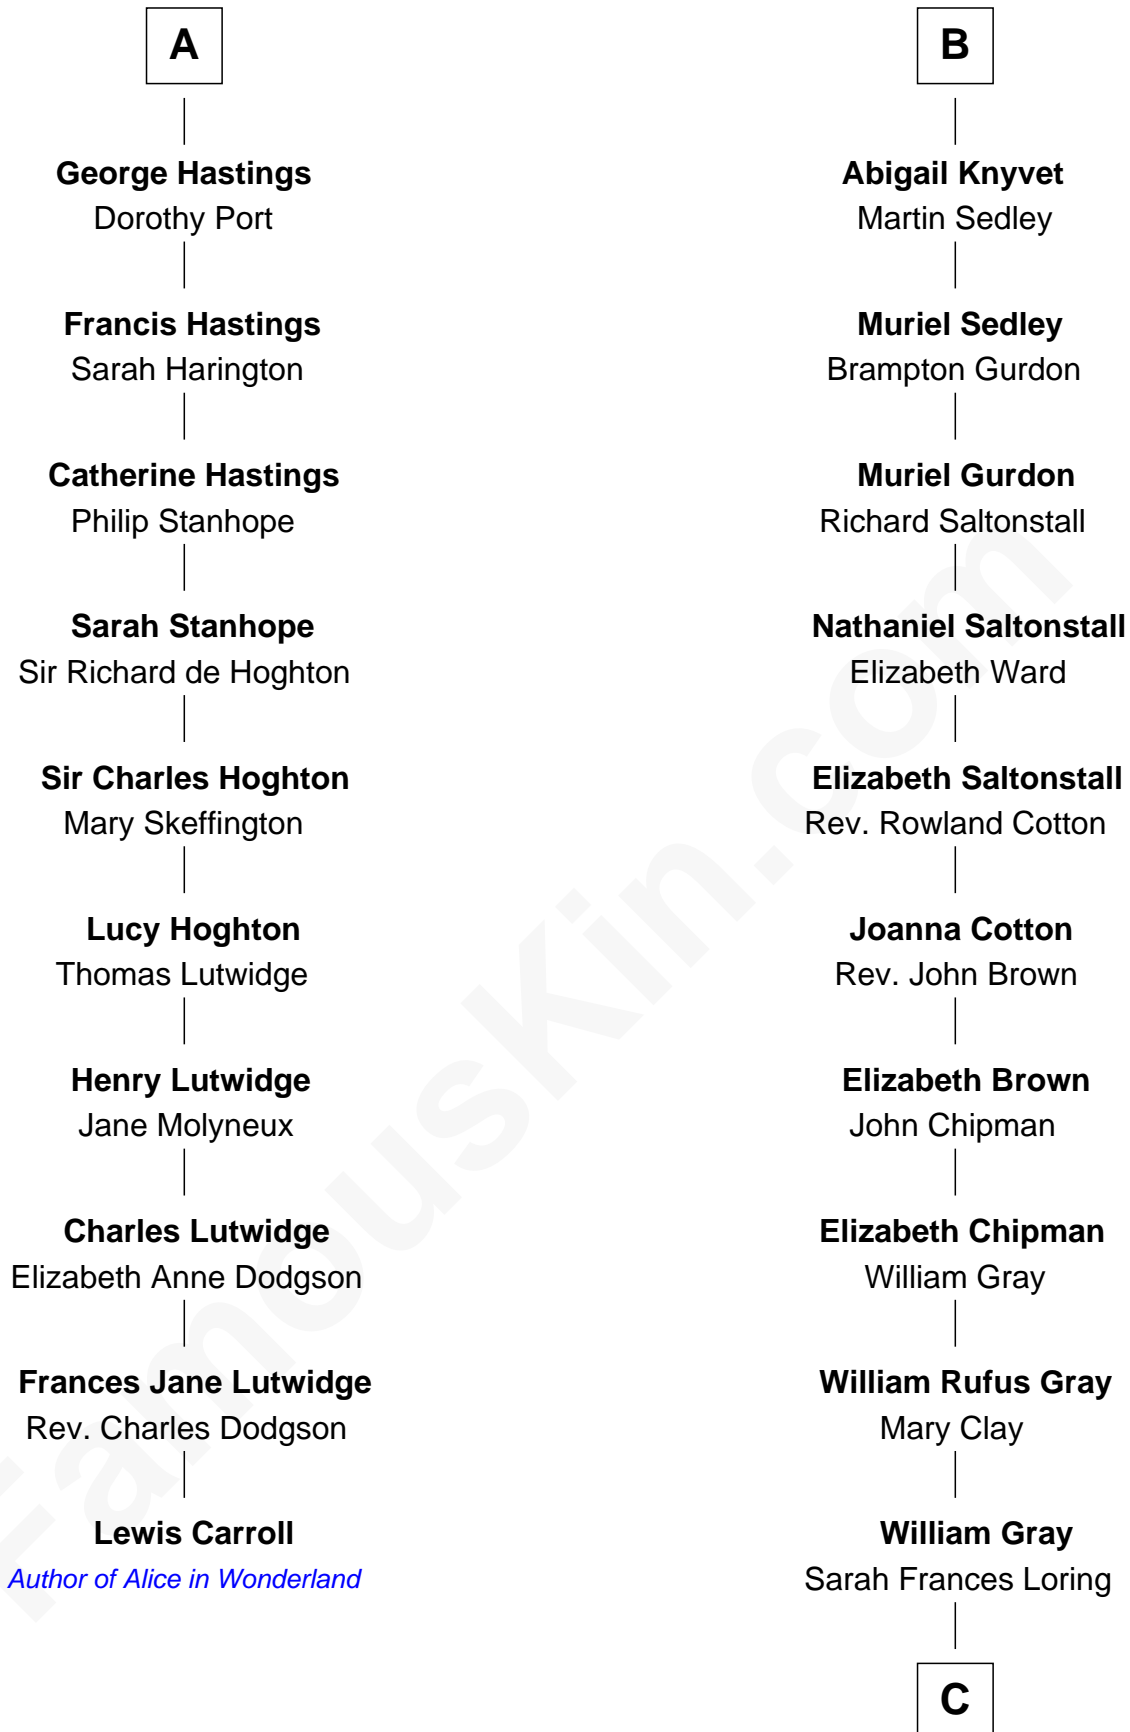 A
George Hastings
Dorothy Port
Francis Hastings
Sarah Harington
Catherine Hastings
Philip Stanhope
Sarah Stanhope
Sir Richard de Hoghton
Sir Charles Hoghton
Mary Skeffington
Lucy Hoghton
Thomas Lutwidge
Henry Lutwidge
Jane Molyneux
Charles Lutwidge
Elizabeth Anne Dodgson
Frances Jane Lutwidge
Rev. Charles Dodgson
Lewis Carroll
Author of Alice in Wonderland
B
Abigail Knyvet
Martin Sedley
Muriel Sedley
Brampton Gurdon
Muriel Gurdon
Richard Saltonstall
Nathaniel Saltonstall
Elizabeth Ward
Elizabeth Saltonstall
Rev. Rowland Cotton
Joanna Cotton
Rev. John Brown
Elizabeth Brown
John Chipman
Elizabeth Chipman
William Gray
William Rufus Gray
Mary Clay
William Gray
Sarah Frances Loring
C
FamousKin.com